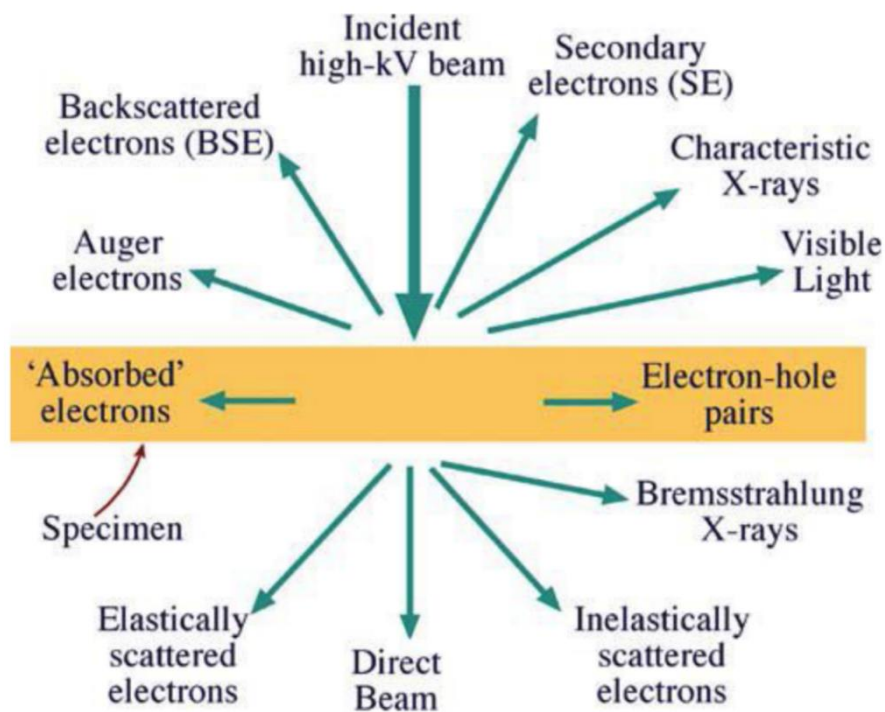 Incident
high-kV beam
Secondary
electrons (SE)
Backscattered
electrons (BSE)
Characteristic
X-rays
Auger
electrons
Visible
Light
'Absorbed'
electrons
Electron-hole
pairs
Specimen
Bremsstrahlung
X-rays
Elastically
scattered
electrons
Direct
Beam
Inelastically
scattered
electrons